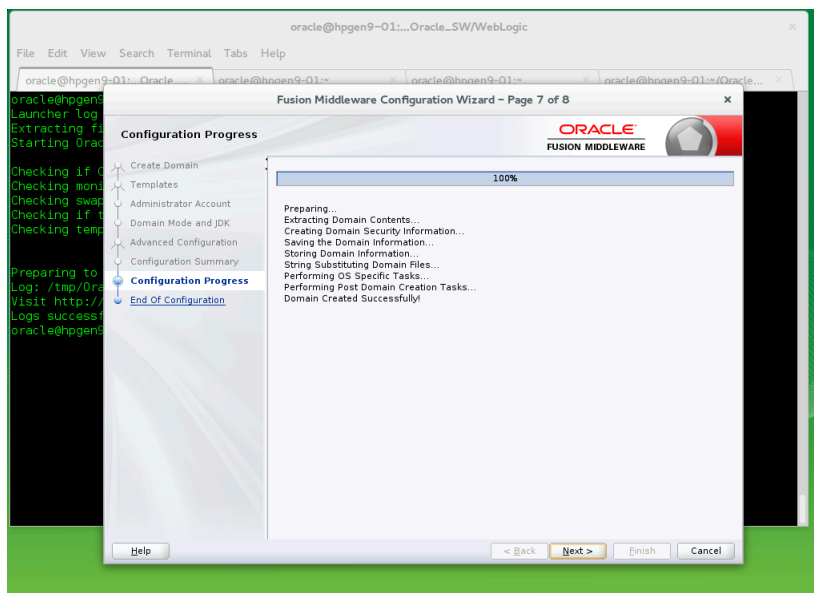 oracle@hpgen9-01:...Oracle_SW/WebLogic
File Edit View Search Terminal Tabs Help
oracle@hpgen9-01:...Oracle...
oracle@hpgen9-01:~
oracle@hpgen9-01:~
oracle@hpgen9-01:~/Oracle...
oracle@hpgen9
Launcher log
Extracting fi
Starting Orac
Checking if
Checking moni
Checking swap
Checking if t
Checking temp
Preparing to
Log: /tmp/Ora
Visit http://
Logs successf
oracle@hpgen9
Fusion Middleware Configuration Wizard - Page 7 of 8
Configuration Progress
ORACLE
FUSION MIDDLEWARE
Create Domain
Templates
Administrator Account
Domain Mode and JDK
Advanced Configuration
Configuration Summary
Configuration Progress
End Of Configuration
100%
Preparing...
Extracting Domain Contents...
Creating Domain Security Information...
Saving the Domain Information...
Storing Domain Information...
String Substituting Domain Files...
Performing OS Specific Tasks...
Performing Post Domain Creation Tasks...
Domain Created Successfully!
Help
< Back
Next >
Finish
Cancel